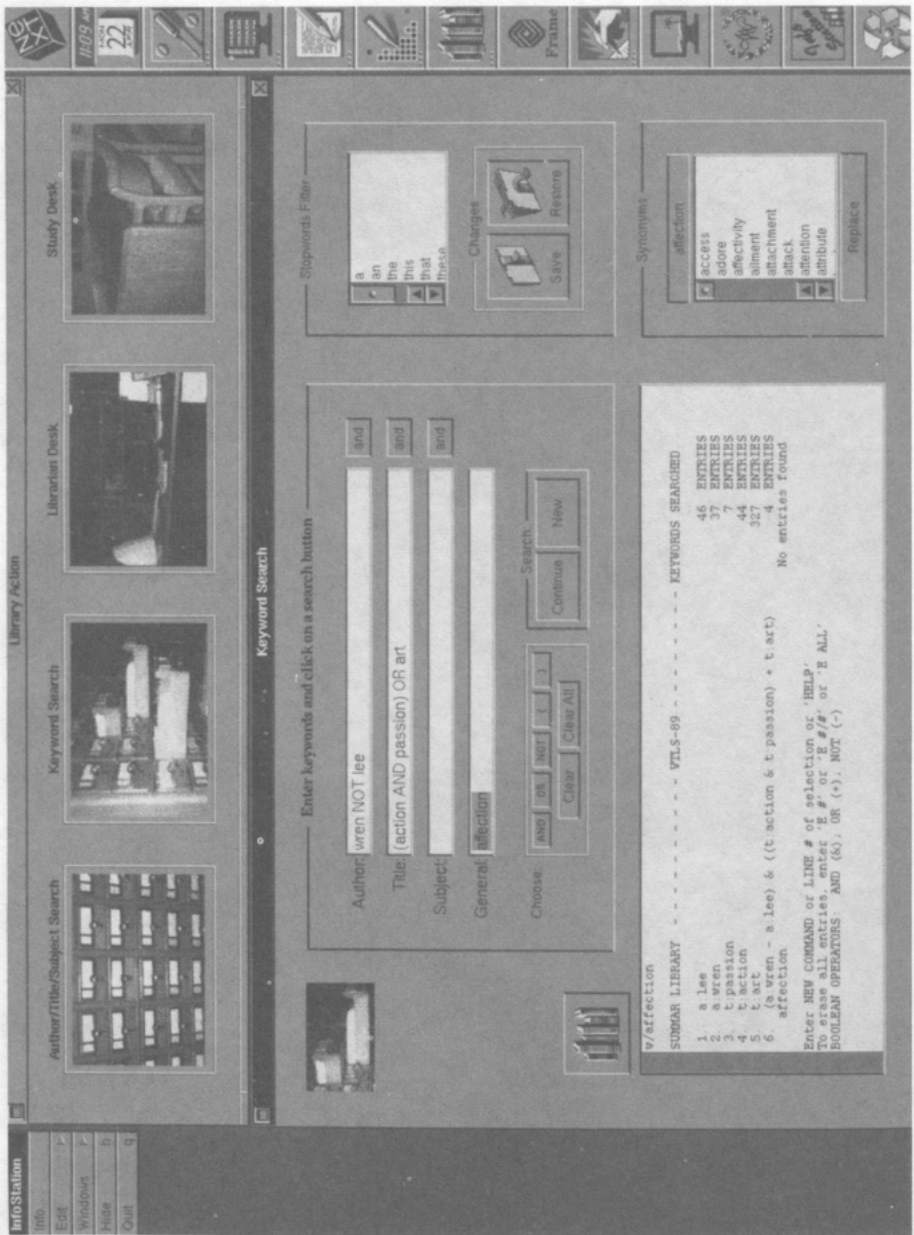 InfoStation
Info...
Edit
Windows
Hide h
Quit q
Library Action
Author/Title/Subject Search
Keyword Search
Librarian Desk
Study Desk
NeXT
11:09 am
MON
22
Frame
Keyword Search
Enter keywords and click on a search button
Author: wren NOT lee and
Title: (action AND passion) OR art and
Subject: and
General: affection
Choose:
AND OR NOT ( )
Clear Clear All
Search
Continue New
Stopwords Filter
a
an
the
this
that
these
Changes
Save Restore
w/affection
SUMMAR LIBRARY - - - - - - - - VTLS-89 - - - - - - - - KEYWORDS SEARCHED
1. a:lee 46 ENTRIES
2. a:wren 37 ENTRIES
3. t:passion 7 ENTRIES
4. t:action 44 ENTRIES
5. t:art 327 ENTRIES
6. (a:wren - a:lee) & ((t:action & t:passion) + t:art) 4 ENTRIES
affection No entries found
Enter NEW COMMAND or LINE # of selection or 'HELP'
To erase all entries, enter 'E #' or 'E #/#' or 'E ALL'
BOOLEAN OPERATORS: AND (&), OR (+), NOT (-)
Synonyms
affection
access
adore
affectivity
ailment
attachment
attack
attention
attribute
Replace